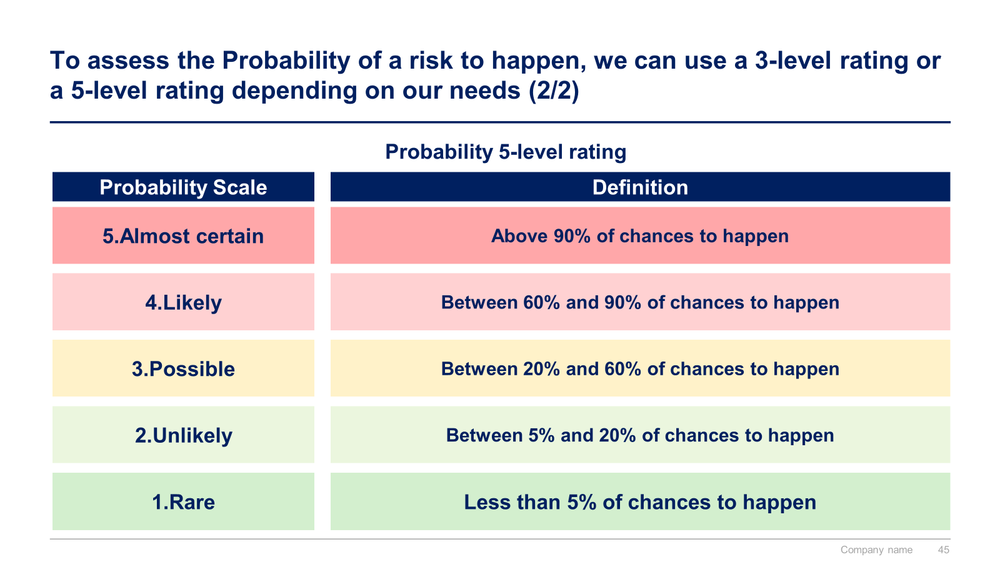 To assess the Probability of a risk to happen, we can use a 3-level rating or
a 5-level rating depending on our needs (2/2)
Probability 5-level rating
Probability Scale
Definition
5.Almost certain
Above 90% of chances to happen
4.Likely
Between 60% and 90% of chances to happen
3.Possible
Between 20% and 60% of chances to happen
2.Unlikely
Between 5% and 20% of chances to happen
1.Rare
Less than 5% of chances to happen
Company name
45